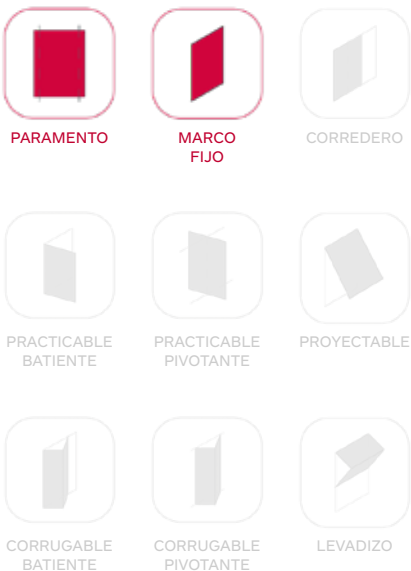 PARAMENTO
MARCO
FIJO
CORREDERO
PRACTICABLE
BATIENTE
PRACTICABLE
PIVOTANTE
PROYECTABLE
CORRUGABLE
BATIENTE
CORRUGABLE
PIVOTANTE
LEVADIZO